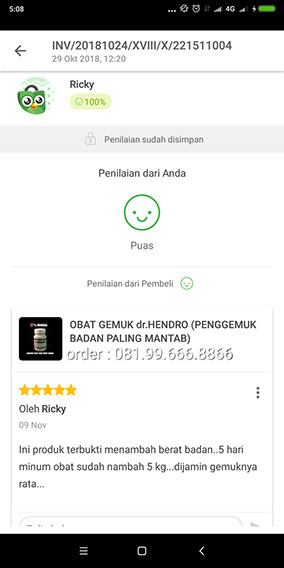 5:08
4G
INV/20181024/XVIII/X/221511004
29 Okt 2018, 12:20
Ricky
100%
Penilaian sudah disimpan
Penilaian dari Anda
Puas
Penilaian dari Pembeli
OBAT GEMUK dr.HENDRO (PENGGEMUK
BADAN PALING MANTAB)
order : 081.99.666.8866
Oleh Ricky
09 Nov
Ini produk terbukti menambah berat badan..5 hari
minum obat sudah nambah 5 kg...dijamin gemuknya
rata...